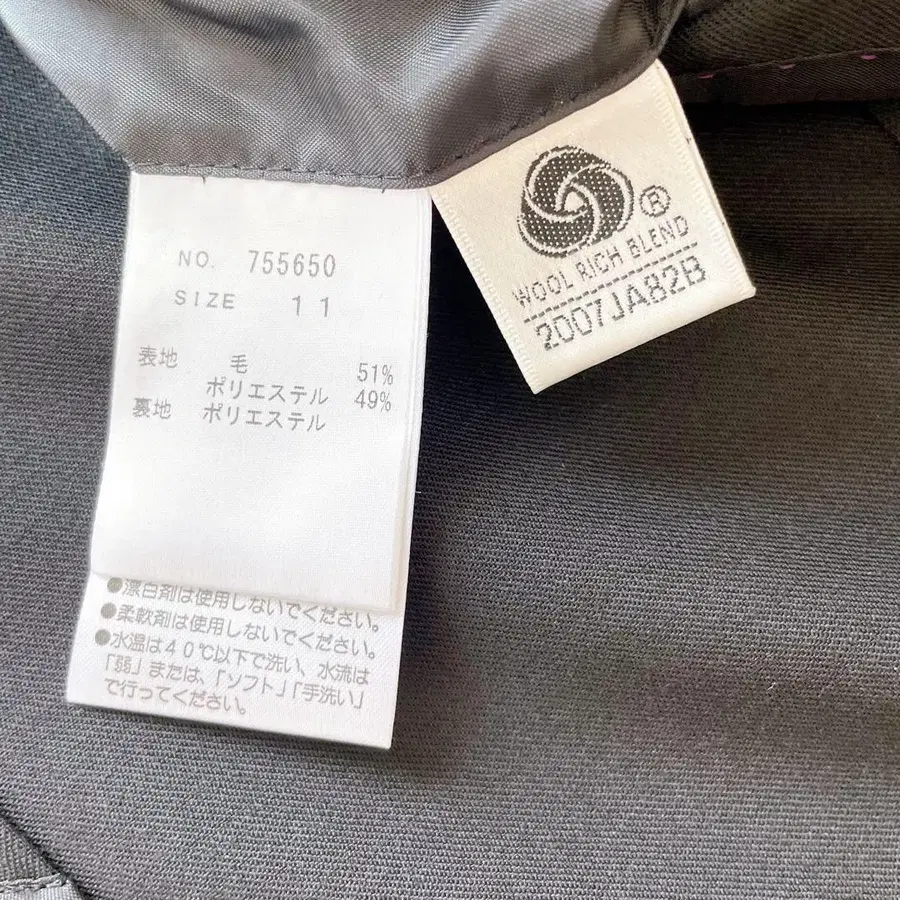 NO. 755650
SIZE 11
表地 毛 51%
ポリエステル 49%
裏地 ポリエステル
●漂白剤は使用しないでください。
●柔軟剤は使用しないでください。
●水温は40℃以下で洗い、水流は
「弱」または、「ソフト」「手洗い」
で行ってください。
®
WOOL RICH BLEND
2007JA82B